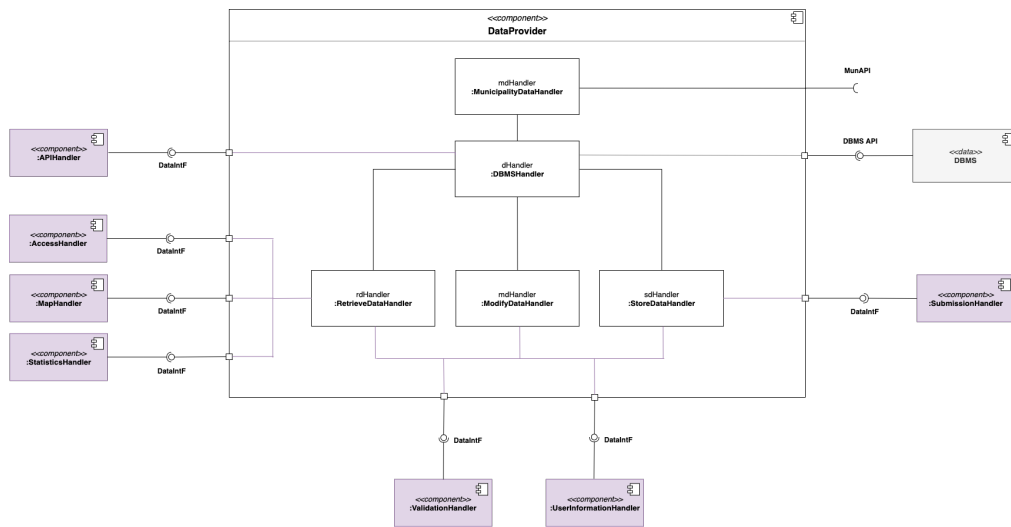 <<component>>
DataProvider
mdHandler
:MunicipalityDataHandler
MunAPI
<<component>>
:APIHandler
DataIntF
dHandler
:DBMSHandler
DBMS API
<<data>>
DBMS
<<component>>
:AccessHandler
DataIntF
<<component>>
:MapHandler
DataIntF
rdHandler
:RetrieveDataHandler
mdHandler
:ModifyDataHandler
sdHandler
:StoreDataHandler
DataIntF
<<component>>
:SubmissionHandler
<<component>>
:StatisticsHandler
DataIntF
DataIntF
DataIntF
<<component>>
:ValidationHandler
<<component>>
:UserInformationHandler